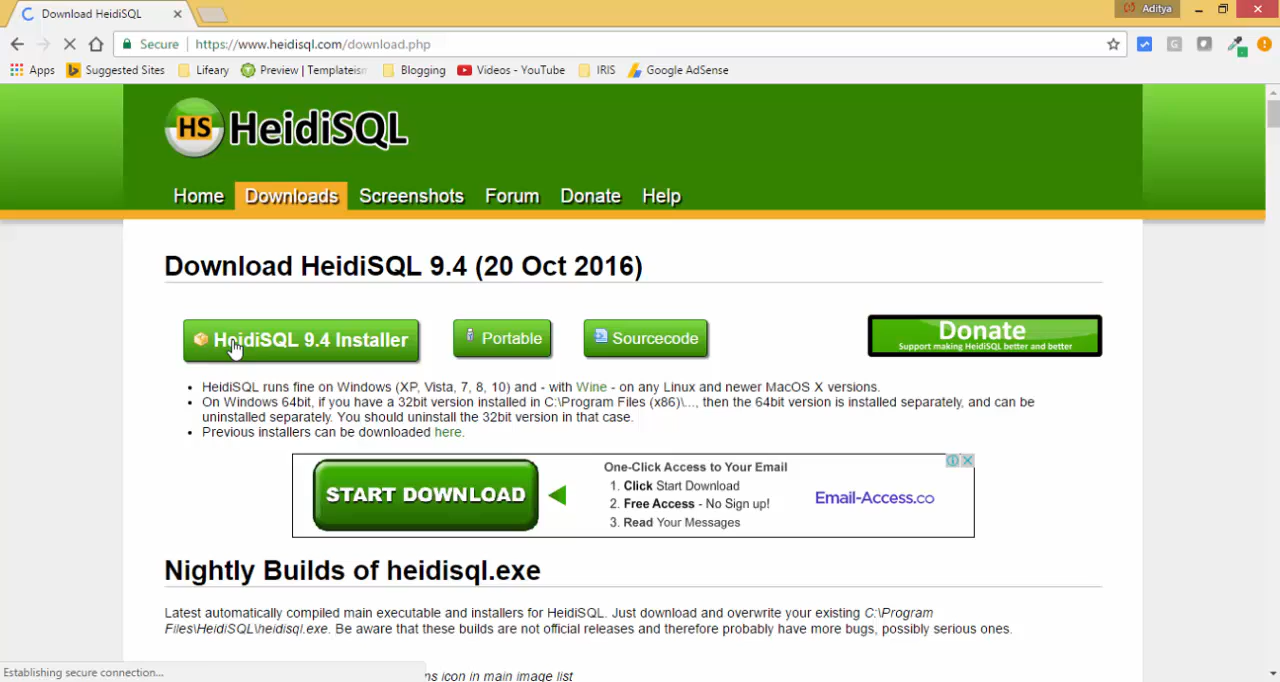 Download HeidiSQL
Aditya
Secure
https://www.heidisql.com/download.php
Apps
Suggested Sites
Lifeary
Preview | Templateism
Blogging
Videos - YouTube
IRIS
Google AdSense
HS HeidiSQL
Home
Downloads
Screenshots
Forum
Donate
Help
Download HeidiSQL 9.4 (20 Oct 2016)
HeidiSQL 9.4 Installer
Portable
Sourcecode
Donate
Support making HeidiSQL better and better
HeidiSQL runs fine on Windows (XP, Vista, 7, 8, 10) and - with Wine - on any Linux and newer MacOS X versions.
On Windows 64bit, if you have a 32bit version installed in C:\Program Files (x86)\..., then the 64bit version is installed separately, and can be
uninstalled separately. You should uninstall the 32bit version in that case.
Previous installers can be downloaded here.
START DOWNLOAD
One-Click Access to Your Email
1. Click Start Download
2. Free Access - No Sign up!
3. Read Your Messages
Email-Access.co
Nightly Builds of heidisql.exe
Latest automatically compiled main executable and installers for HeidiSQL. Just download and overwrite your existing C:\Program
Files\HeidiSQL\heidisql.exe. Be aware that these builds are not official releases and therefore probably have more bugs, possibly serious ones.
Establishing secure connection...
ns icon in main image list